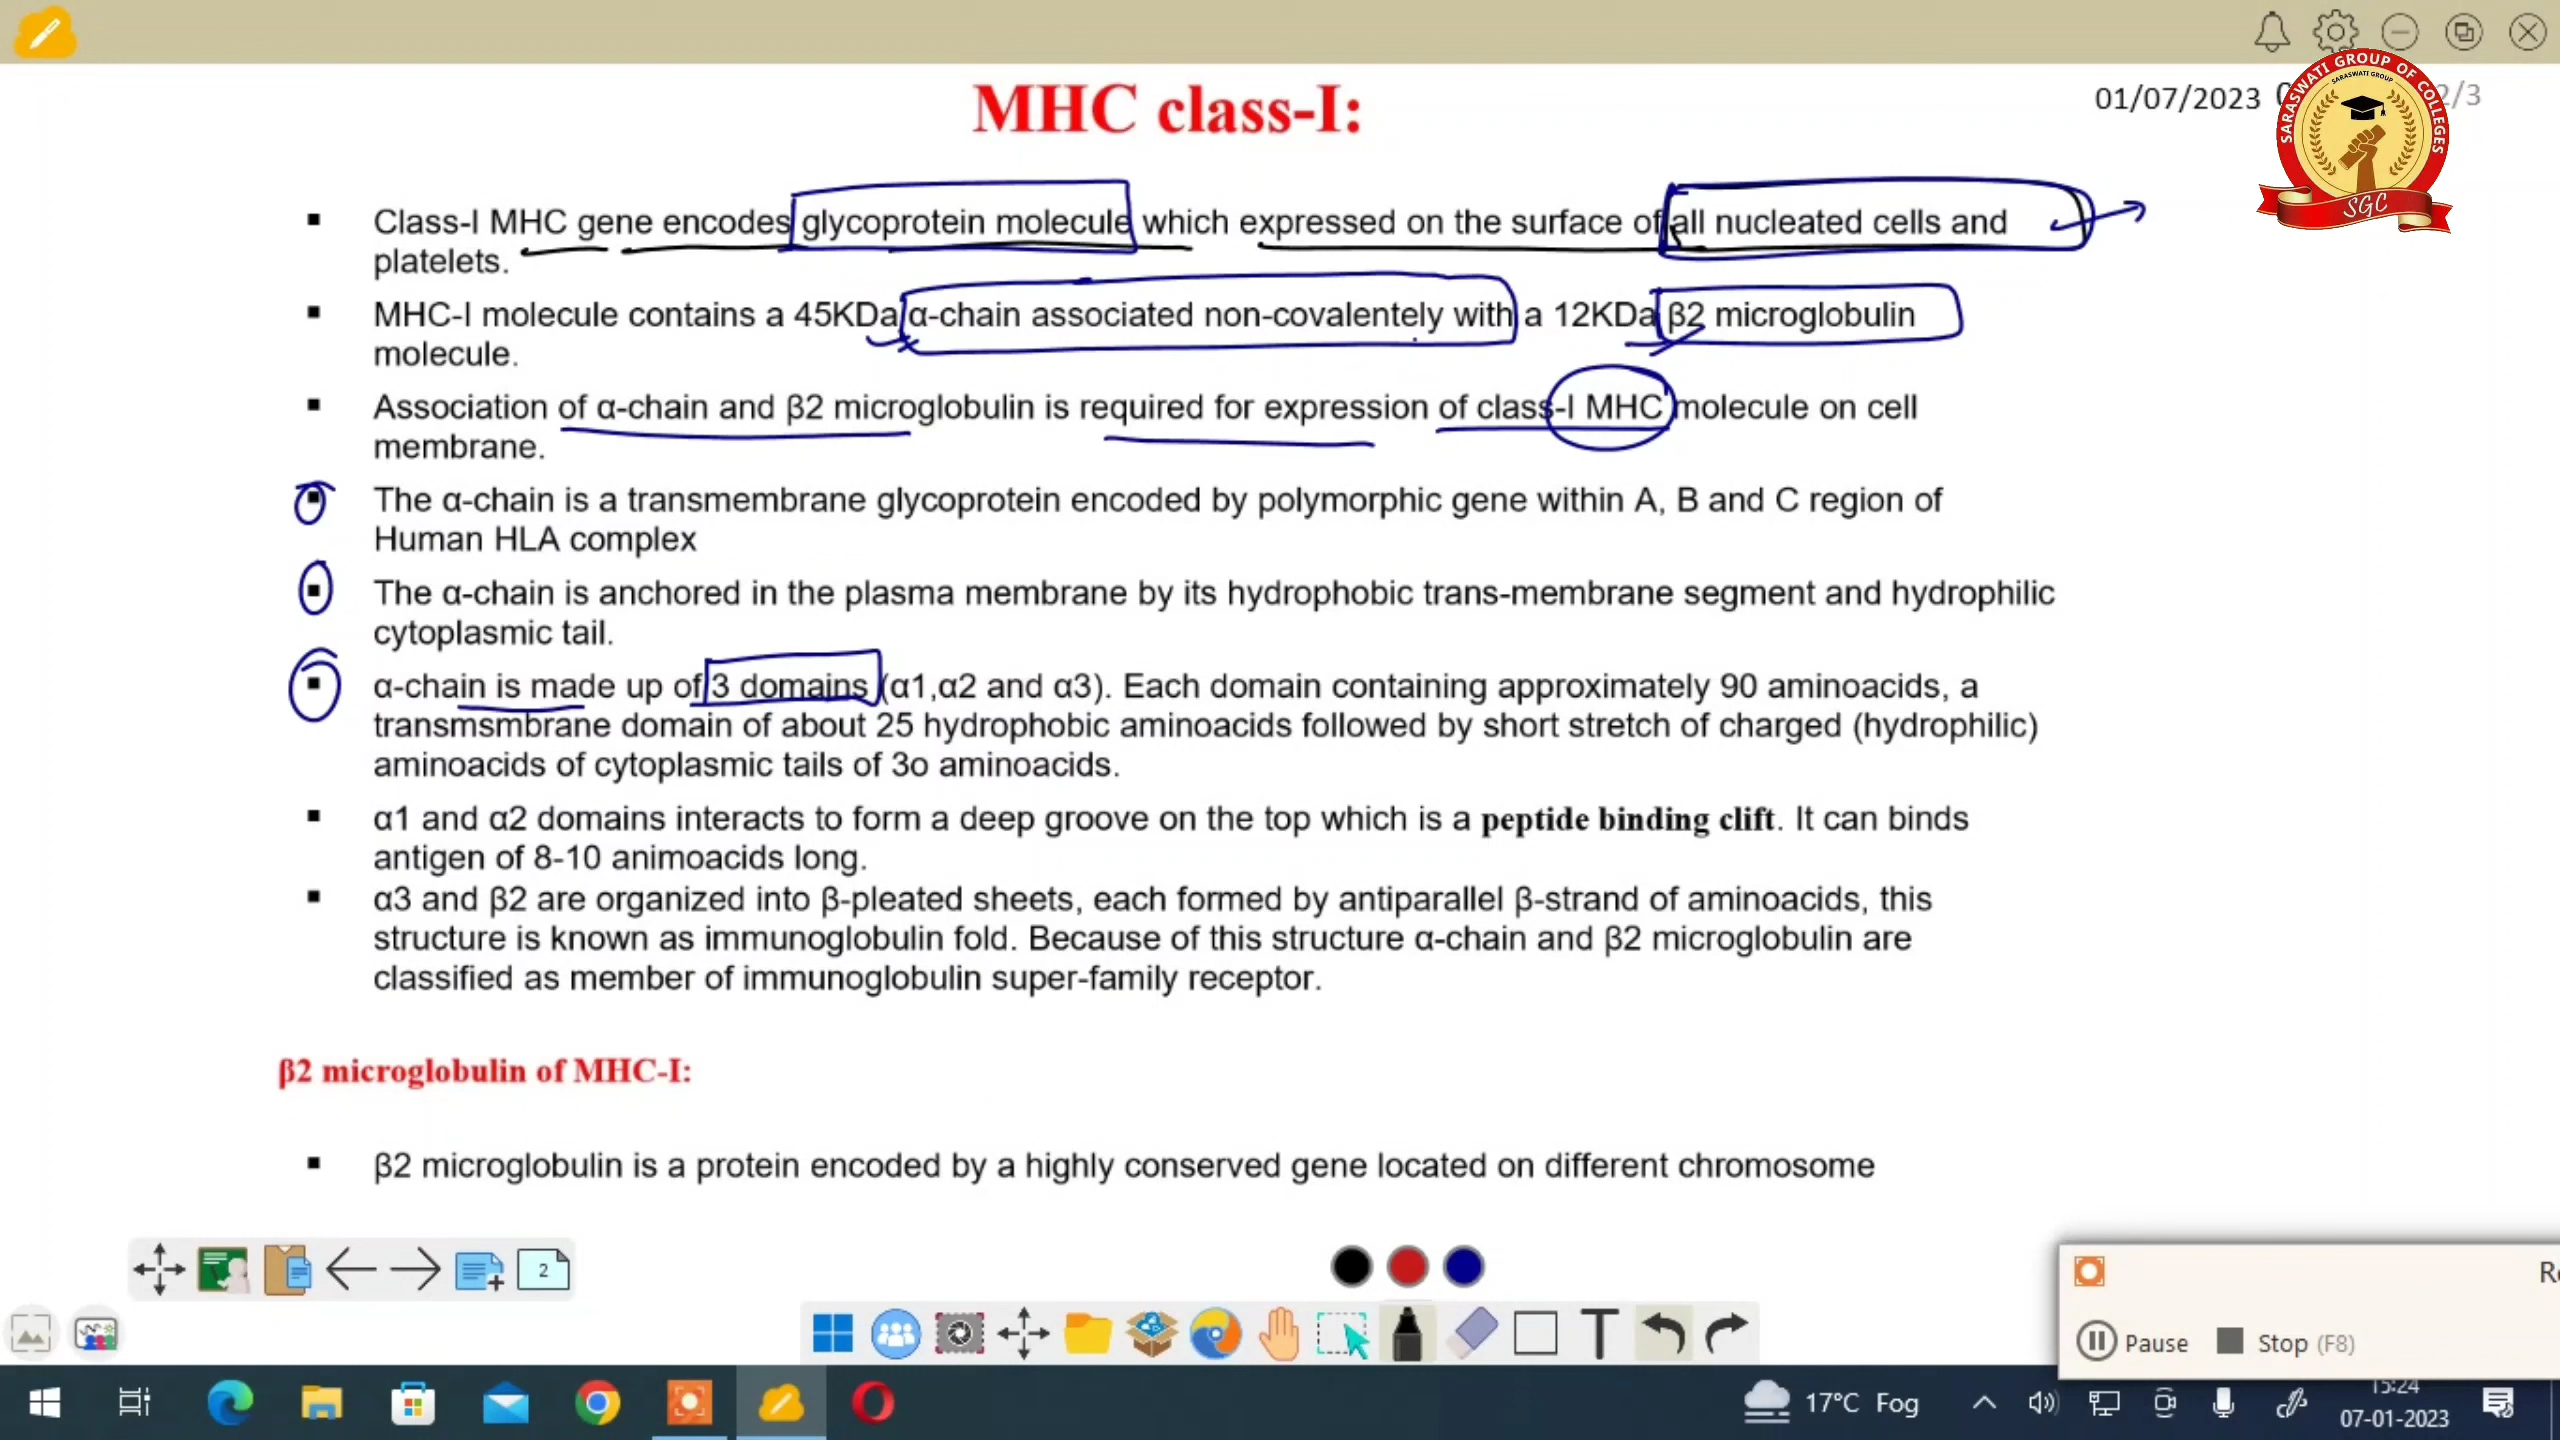 MHC class-I:
01/07/2023
2/3
SARASWATI GROUP OF COLLEGES
SARASWATI GROUP
SGC
▪ Class-I MHC gene encodes glycoprotein molecule which expressed on the surface of all nucleated cells and
platelets.
▪ MHC-I molecule contains a 45KDa α-chain associated non-covalentely with a 12KDa β2 microglobulin
molecule.
▪ Association of α-chain and β2 microglobulin is required for expression of class-I MHC molecule on cell
membrane.
▪ The α-chain is a transmembrane glycoprotein encoded by polymorphic gene within A, B and C region of
Human HLA complex
▪ The α-chain is anchored in the plasma membrane by its hydrophobic trans-membrane segment and hydrophilic
cytoplasmic tail.
▪ α-chain is made up of 3 domains (α1,α2 and α3). Each domain containing approximately 90 aminoacids, a
transmsmbrane domain of about 25 hydrophobic aminoacids followed by short stretch of charged (hydrophilic)
aminoacids of cytoplasmic tails of 3o aminoacids.
▪ α1 and α2 domains interacts to form a deep groove on the top which is a peptide binding clift. It can binds
antigen of 8-10 animoacids long.
▪ α3 and β2 are organized into β-pleated sheets, each formed by antiparallel β-strand of aminoacids, this
structure is known as immunoglobulin fold. Because of this structure α-chain and β2 microglobulin are
classified as member of immunoglobulin super-family receptor.
β2 microglobulin of MHC-I:
▪ β2 microglobulin is a protein encoded by a highly conserved gene located on different chromosome
2
Pause
Stop (F8)
17°C Fog
15:24
07-01-2023